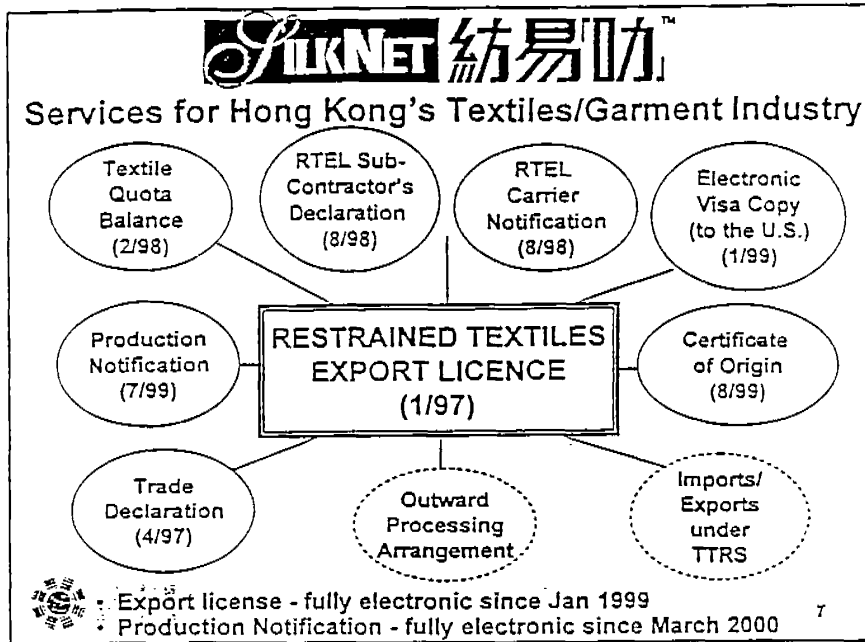 SILKNET 紡易叻™
Services for Hong Kong's Textiles/Garment Industry
Textile
Quota
Balance
(2/98)
RTEL Sub-
Contractor's
Declaration
(8/98)
RTEL
Carrier
Notification
(8/98)
Electronic
Visa Copy
(to the U.S.)
(1/99)
Production
Notification
(7/99)
RESTRAINED TEXTILES
EXPORT LICENCE
(1/97)
Certificate
of Origin
(8/99)
Trade
Declaration
(4/97)
Outward
Processing
Arrangement
Imports/
Exports
under
TTRS
• Export license - fully electronic since Jan 1999
• Production Notification - fully electronic since March 2000
7